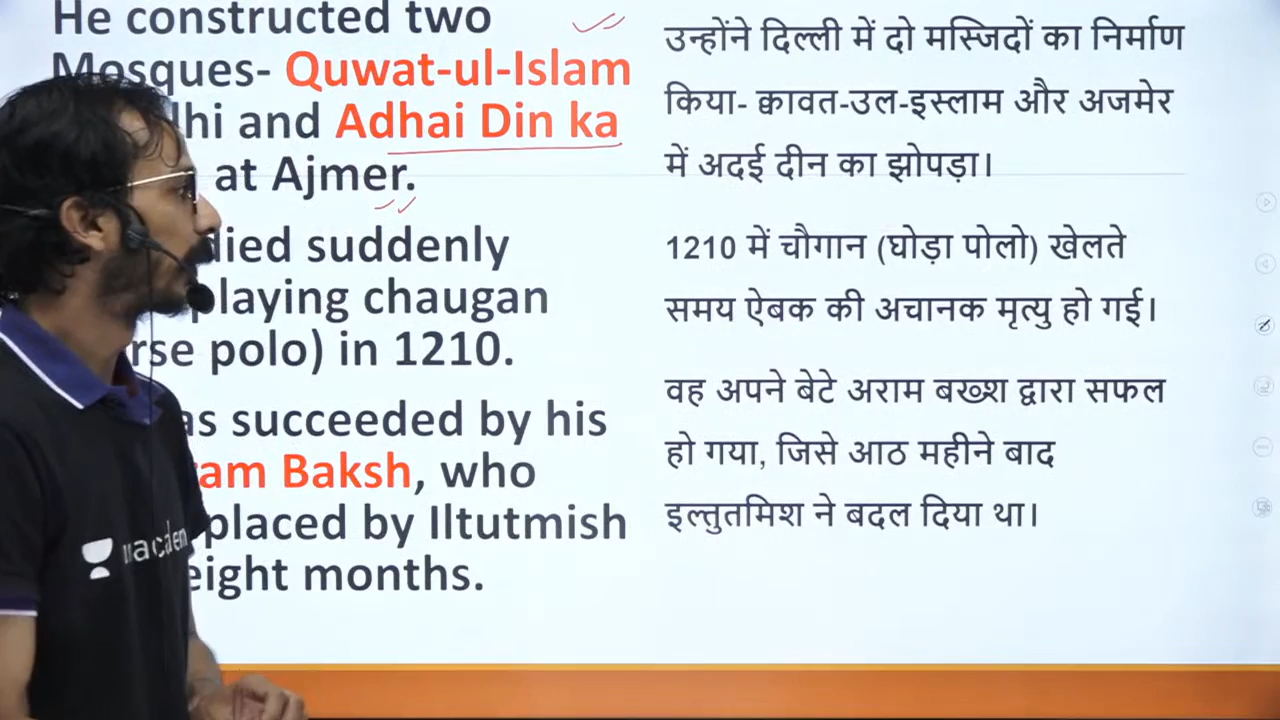 He constructed two
Mosques- Quwat-ul-Islam
lhi and Adhai Din ka
at Ajmer.
died suddenly
playing chaugan
rse polo) in 1210.
as succeeded by his
am Baksh, who
placed by Iltutmish
eight months.
उन्होंने दिल्ली में दो मस्जिदों का निर्माण
किया- क़्वावत-उल-इस्लाम और अजमेर
में अदई दीन का झोपड़ा।
1210 में चौगान (घोड़ा पोलो) खेलते
समय ऐबक की अचानक मृत्यु हो गई।
वह अपने बेटे अराम बख्श द्वारा सफल
हो गया, जिसे आठ महीने बाद
इल्तुतमिश ने बदल दिया था।